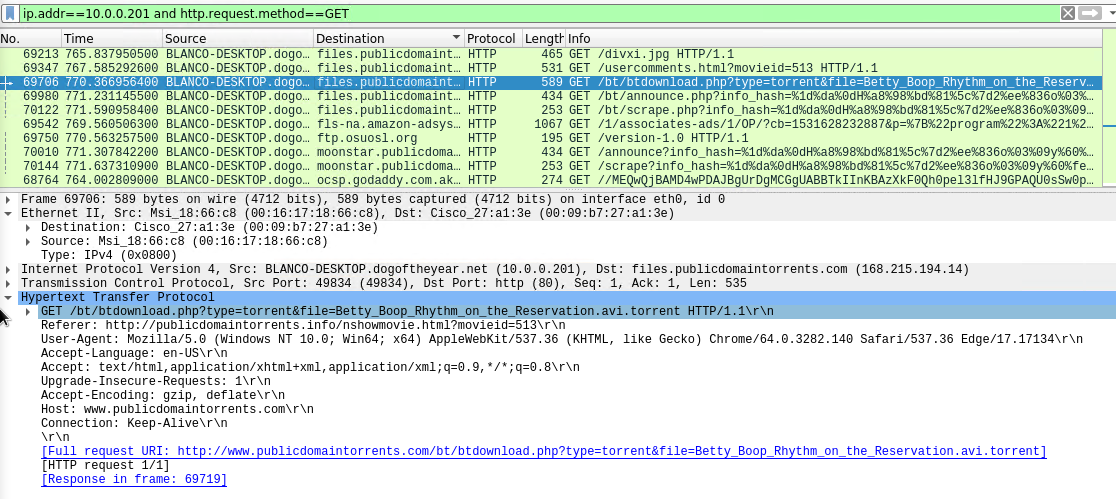 ip.addr==10.0.0.201 and http.request.method==GET
No. Time Source Destination Protocol Length Info
69213 765.837950500 BLANCO-DESKTOP.dogo… files.publicdomaint… HTTP 465 GET /divxi.jpg HTTP/1.1
69347 767.585292600 BLANCO-DESKTOP.dogo… files.publicdomaint… HTTP 531 GET /usercomments.html?movieid=513 HTTP/1.1
69706 770.366956400 BLANCO-DESKTOP.dogo… files.publicdomaint… HTTP 589 GET /bt/btdownload.php?type=torrent&file=Betty_Boop_Rhythm_on_the_Reserv…
69980 771.231145500 BLANCO-DESKTOP.dogo… files.publicdomaint… HTTP 434 GET /bt/announce.php?info_hash=%1d%da%0dH%a8%98%bd%81%5c%7d2%ee%836o%03%…
70122 771.590958400 BLANCO-DESKTOP.dogo… files.publicdomaint… HTTP 253 GET /bt/scrape.php?info_hash=%1d%da%0dH%a8%98%bd%81%5c%7d2%ee%836o%03%09…
69542 769.560506300 BLANCO-DESKTOP.dogo… fls-na.amazon-adsys… HTTP 1067 GET /1/associates-ads/1/OP/?cb=1531628232887&p=%7B%22program%22%3A%221%2…
69750 770.563257500 BLANCO-DESKTOP.dogo… ftp.osuosl.org HTTP 195 GET /version-1.0 HTTP/1.1
70010 771.307842200 BLANCO-DESKTOP.dogo… moonstar.publicdoma… HTTP 434 GET /announce?info_hash=%1d%da%0dH%a8%98%bd%81%5c%7d2%ee%836o%03%09y%60%…
70144 771.637310900 BLANCO-DESKTOP.dogo… moonstar.publicdoma… HTTP 253 GET /scrape?info_hash=%1d%da%0dH%a8%98%bd%81%5c%7d2%ee%836o%03%09y%60%fe…
68764 764.002809000 BLANCO-DESKTOP.dogo… ocsp.godaddy.com.ak… HTTP 274 GET //MEQwQjBAMD4wPDAJBgUrDgMCGgUABBTkIInKBAzXkF0Qh0pel3lfHJ9GPAQU0sSw0p…
Frame 69706: 589 bytes on wire (4712 bits), 589 bytes captured (4712 bits) on interface eth0, id 0
Ethernet II, Src: Msi_18:66:c8 (00:16:17:18:66:c8), Dst: Cisco_27:a1:3e (00:09:b7:27:a1:3e)
Destination: Cisco_27:a1:3e (00:09:b7:27:a1:3e)
Source: Msi_18:66:c8 (00:16:17:18:66:c8)
Type: IPv4 (0x0800)
Internet Protocol Version 4, Src: BLANCO-DESKTOP.dogoftheyear.net (10.0.0.201), Dst: files.publicdomaintorrents.com (168.215.194.14)
Transmission Control Protocol, Src Port: 49834 (49834), Dst Port: http (80), Seq: 1, Ack: 1, Len: 535
Hypertext Transfer Protocol
GET /bt/btdownload.php?type=torrent&file=Betty_Boop_Rhythm_on_the_Reservation.avi.torrent HTTP/1.1\r\n
Referer: http://publicdomaintorrents.info/nshowmovie.html?movieid=513\r\n
User-Agent: Mozilla/5.0 (Windows NT 10.0; Win64; x64) AppleWebKit/537.36 (KHTML, like Gecko) Chrome/64.0.3282.140 Safari/537.36 Edge/17.17134\r\n
Accept-Language: en-US\r\n
Accept: text/html,application/xhtml+xml,application/xml;q=0.9,*/*;q=0.8\r\n
Upgrade-Insecure-Requests: 1\r\n
Accept-Encoding: gzip, deflate\r\n
Host: www.publicdomaintorrents.com\r\n
Connection: Keep-Alive\r\n
\r\n
[Full request URI: http://www.publicdomaintorrents.com/bt/btdownload.php?type=torrent&file=Betty_Boop_Rhythm_on_the_Reservation.avi.torrent]
[HTTP request 1/1]
[Response in frame: 69719]